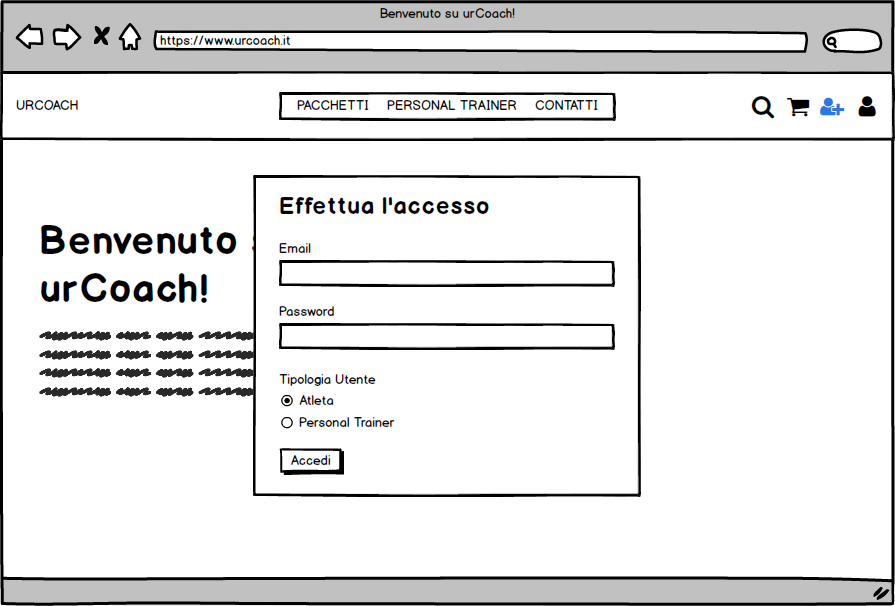 Benvenuto su urCoach!
https://www.urcoach.it
URCOACH
PACCHETTI PERSONAL TRAINER CONTATTI
Effettua l'accesso
Email
Password
Tipologia Utente
Atleta
Personal Trainer
Accedi
Benvenuto
urCoach!